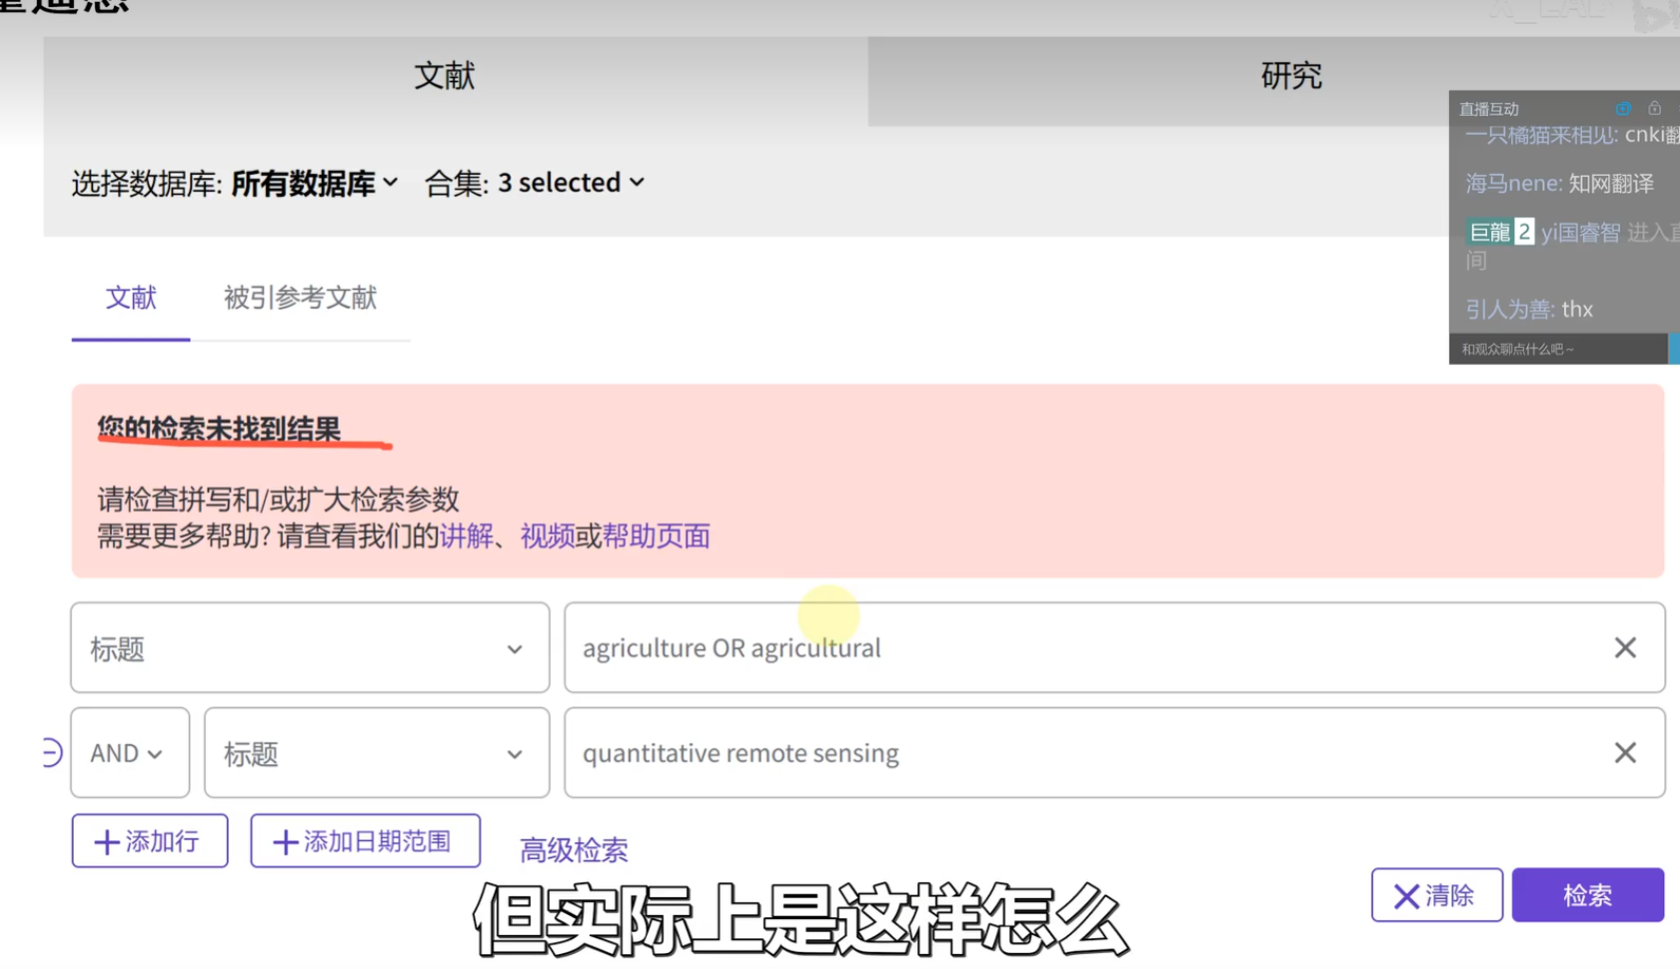 文献
研究
选择数据库: 所有数据库 合集: 3 selected
直播互动
一只橘猫来相见: cnki翻
海马nene: 知网翻译
巨龍 2 yi国睿智 进入直
间
引人为善: thx
和观众聊点什么吧~
文献 被引参考文献
您的检索未找到结果
请检查拼写和/或扩大检索参数
需要更多帮助? 请查看我们的讲解、视频或帮助页面
标题
agriculture OR agricultural
AND 标题
quantitative remote sensing
添加行 添加日期范围 高级检索
清除 检索
但实际上是这样怎么